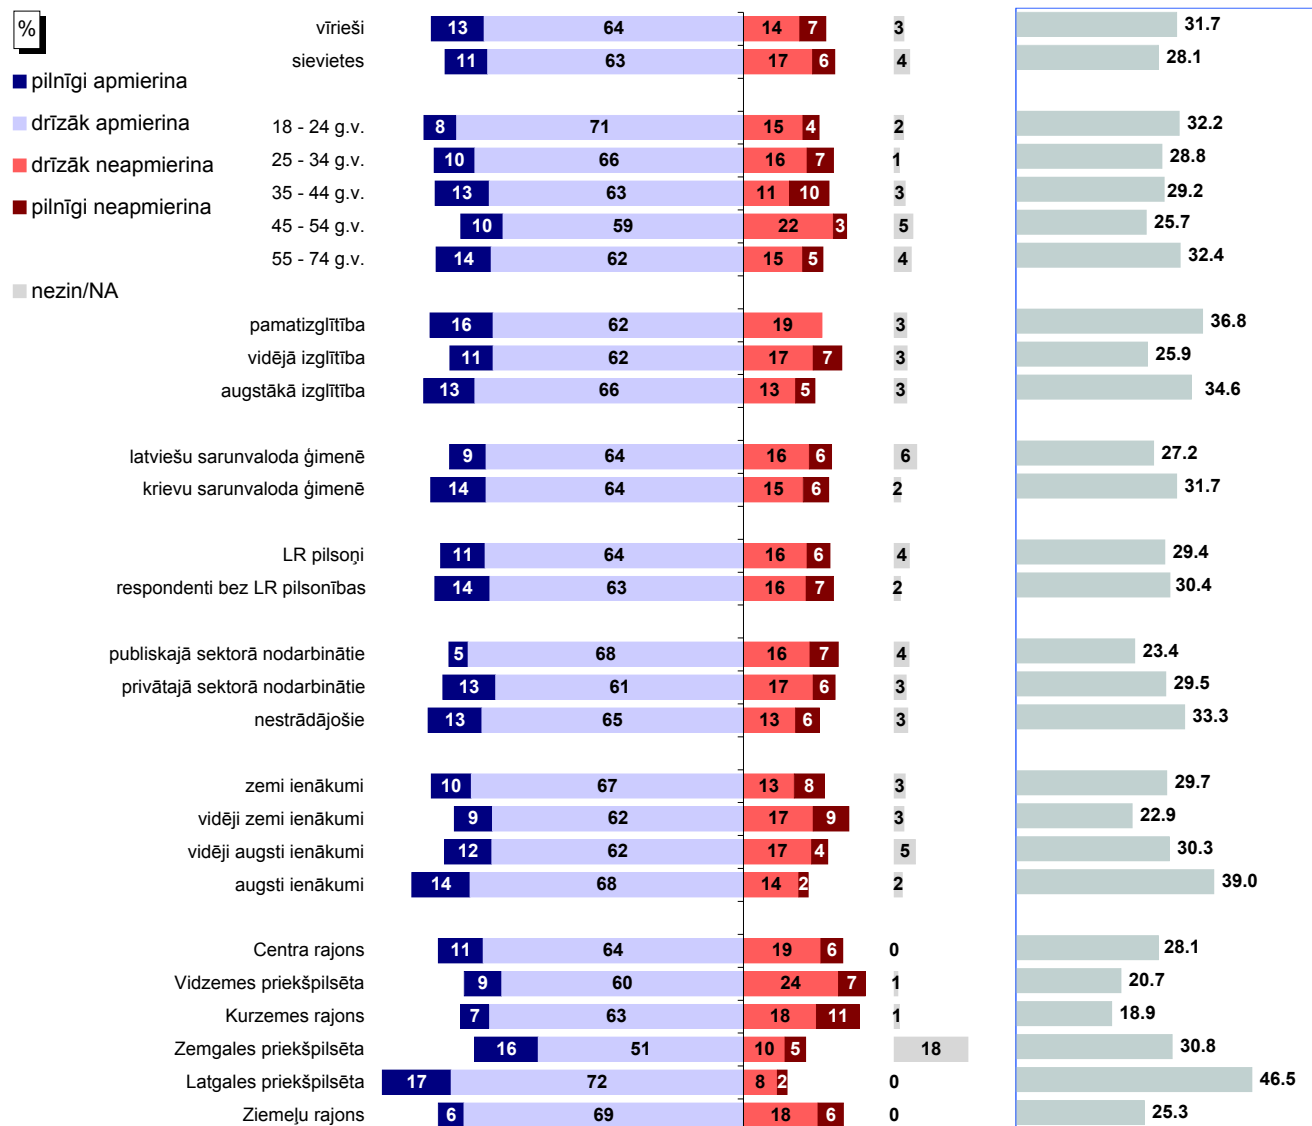 %
pilnīgi apmierina
drīzāk apmierina
drīzāk neapmierina
pilnīgi neapmierina
nezin/NA
vīrieši 13 64 14 7 3 31.7
sievietes 11 63 17 6 4 28.1
18 - 24 g.v. 8 71 15 4 2 32.2
25 - 34 g.v. 10 66 16 7 1 28.8
35 - 44 g.v. 13 63 11 10 3 29.2
45 - 54 g.v. 10 59 22 3 5 25.7
55 - 74 g.v. 14 62 15 5 4 32.4
pamatizglītība 16 62 19 3 36.8
vidējā izglītība 11 62 17 7 3 25.9
augstākā izglītība 13 66 13 5 3 34.6
latviešu sarunvaloda ģimenē 9 64 16 6 6 27.2
krievu sarunvaloda ģimenē 14 64 15 6 2 31.7
LR pilsoņi 11 64 16 6 4 29.4
respondenti bez LR pilsonības 14 63 16 7 2 30.4
publiskajā sektorā nodarbinātie 5 68 16 7 4 23.4
privātajā sektorā nodarbinātie 13 61 17 6 3 29.5
nestrādājošie 13 65 13 6 3 33.3
zemi ienākumi 10 67 13 8 3 29.7
vidēji zemi ienākumi 9 62 17 9 3 22.9
vidēji augsti ienākumi 12 62 17 4 5 30.3
augsti ienākumi 14 68 14 2 2 39.0
Centra rajons 11 64 19 6 0 28.1
Vidzemes priekšpilsēta 9 60 24 7 1 20.7
Kurzemes rajons 7 63 18 11 1 18.9
Zemgales priekšpilsēta 16 51 10 5 18 30.8
Latgales priekšpilsēta 17 72 8 2 0 46.5
Ziemeļu rajons 6 69 18 6 0 25.3